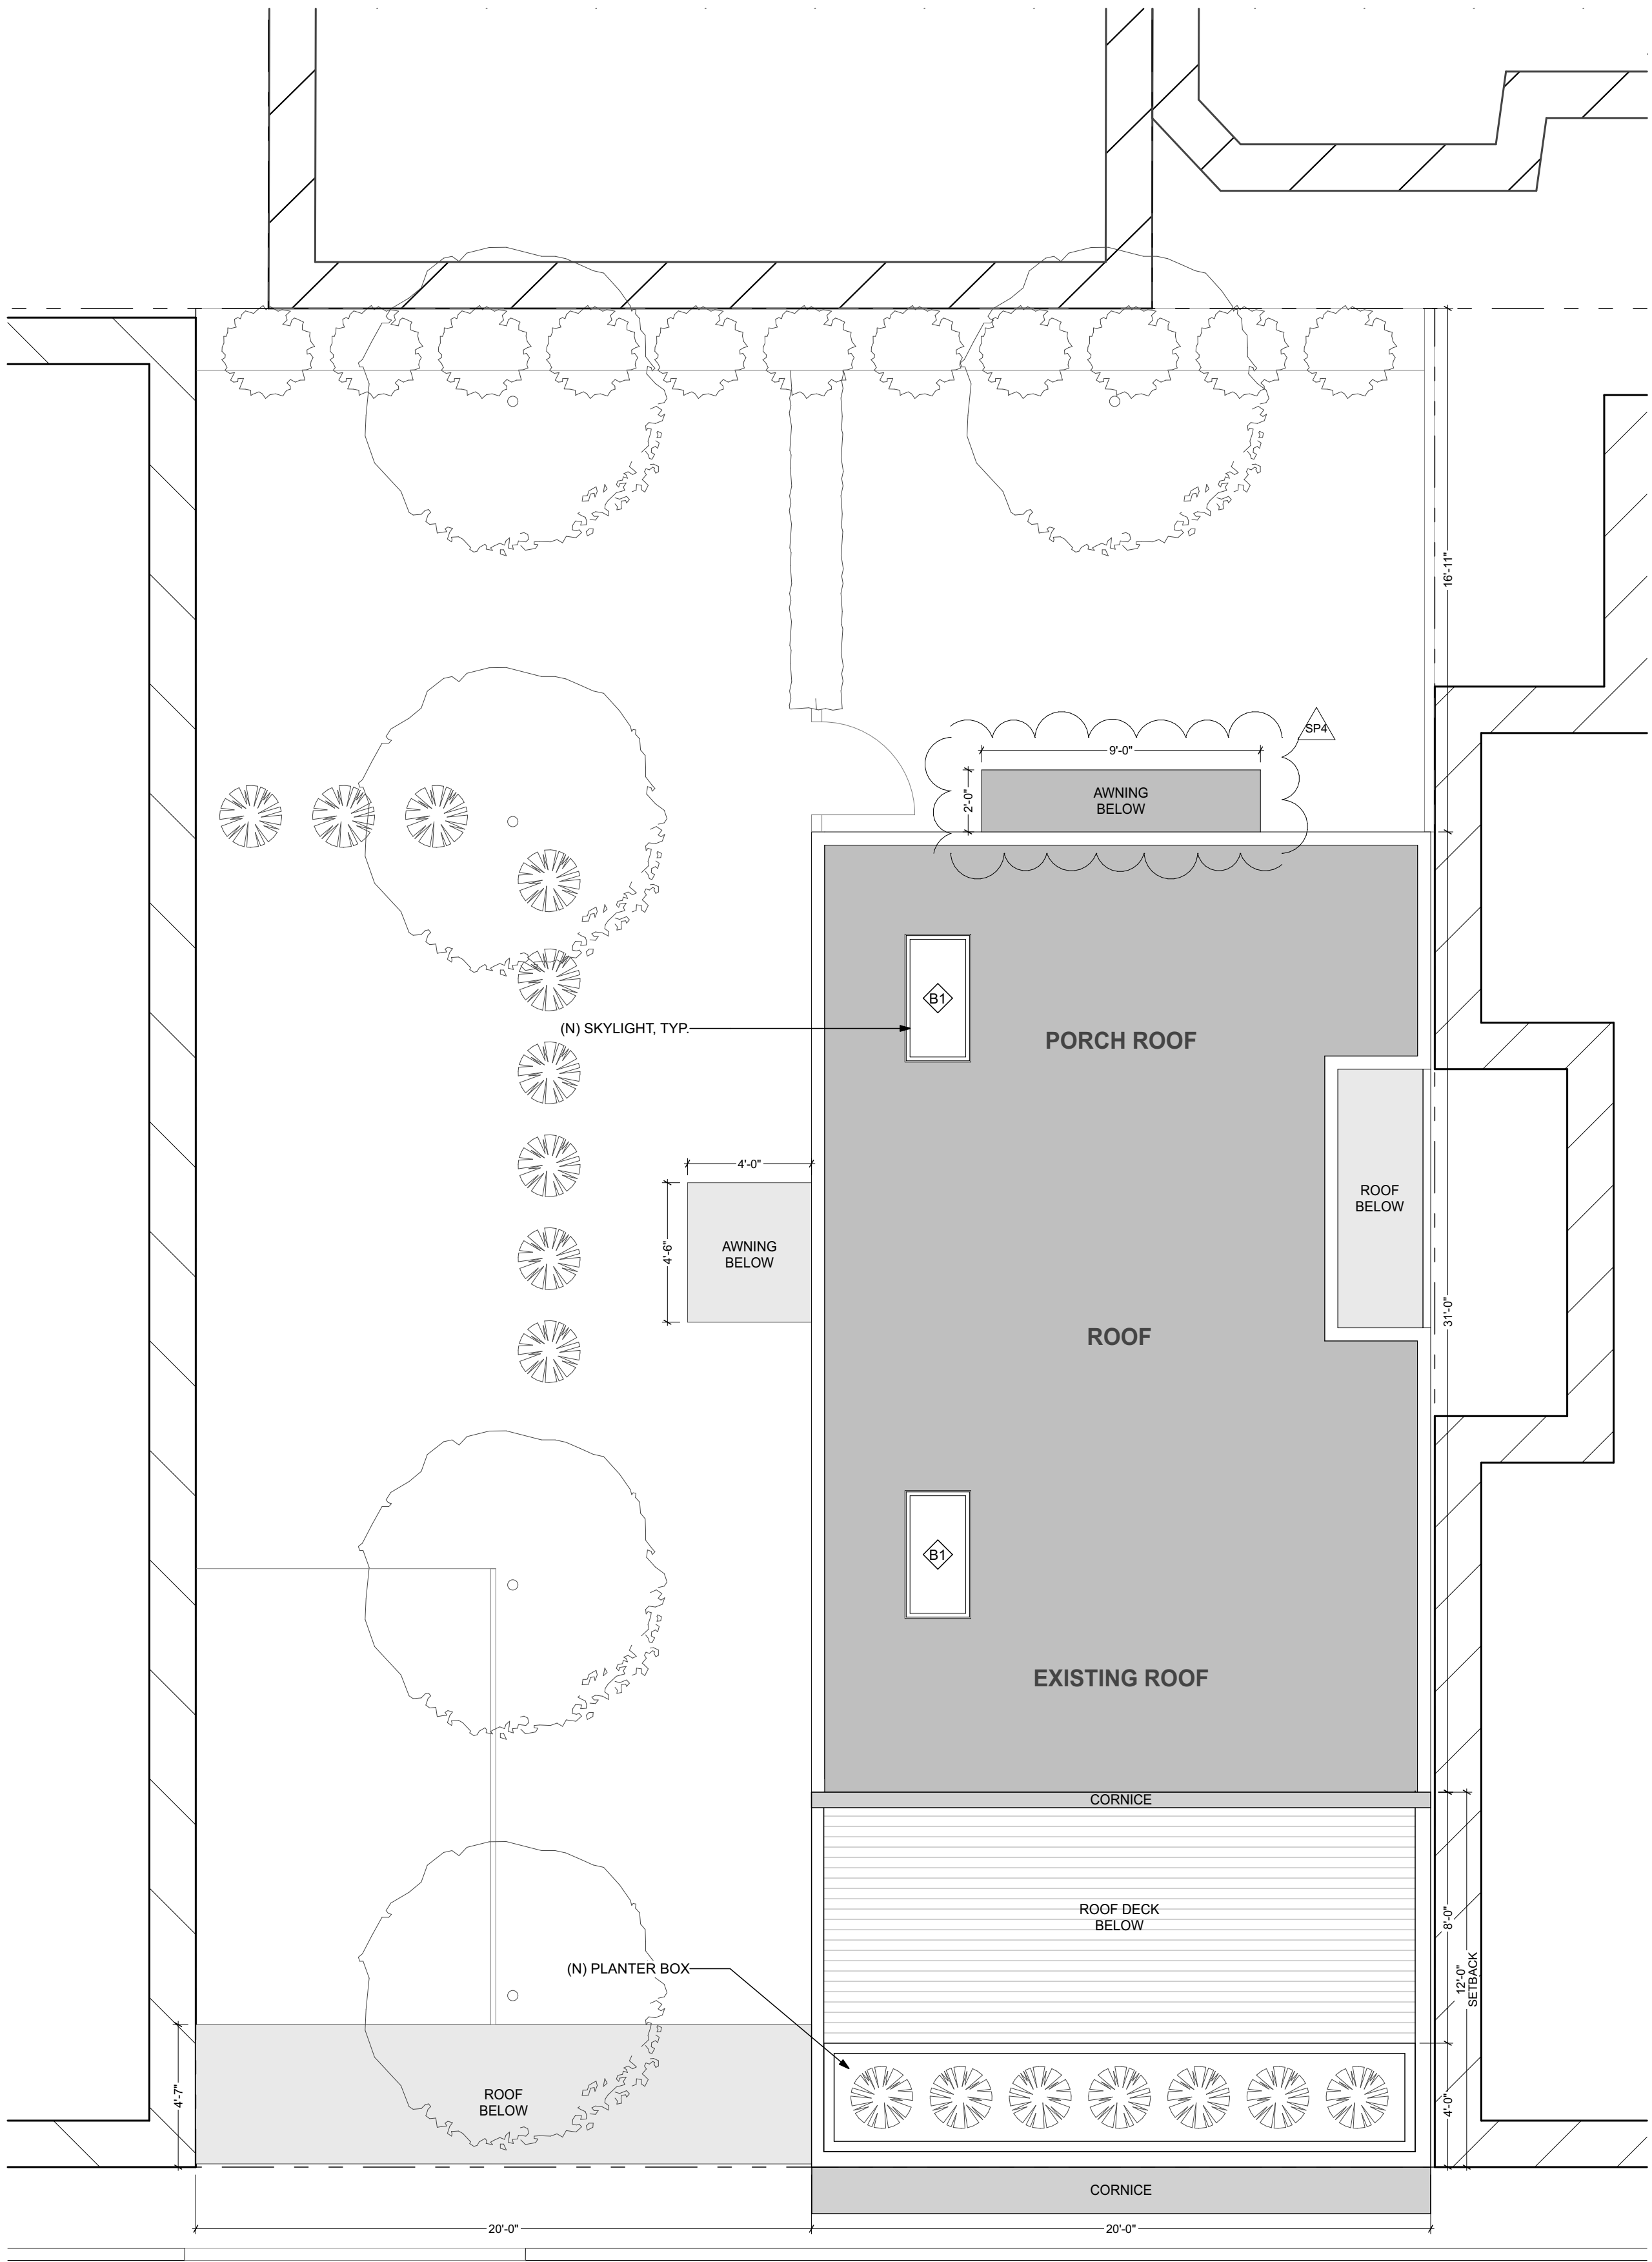 16'-11"
SP4
9'-0"
2'-0"
AWNING
BELOW
B1
(N) SKYLIGHT, TYP.
PORCH ROOF
4'-0"
ROOF
BELOW
4'-6"
AWNING
BELOW
31'-0"
ROOF
B1
EXISTING ROOF
CORNICE
ROOF DECK
BELOW
8'-0"
(N) PLANTER BOX
12'-0"
SETBACK
4'-7"
ROOF
BELOW
4'-0"
CORNICE
20'-0"
20'-0"